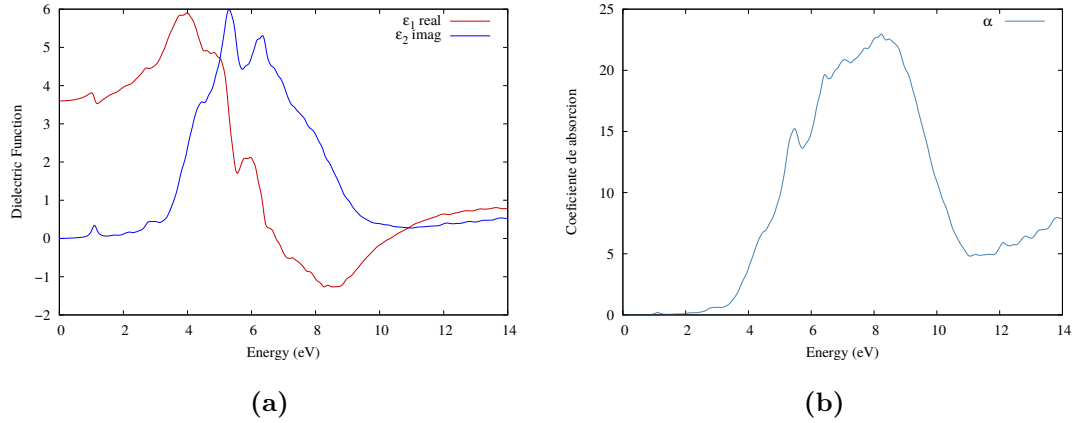 6
5
4
3
2
1
0
−1
−2
0 2 4 6 8 10 12 14
Dielectric Function
Energy (eV)
ε₁ real
ε₂ imag
(a)
25
20
15
10
5
0
0 2 4 6 8 10 12 14
Coeficiente de absorcion
Energy (eV)
α
(b)